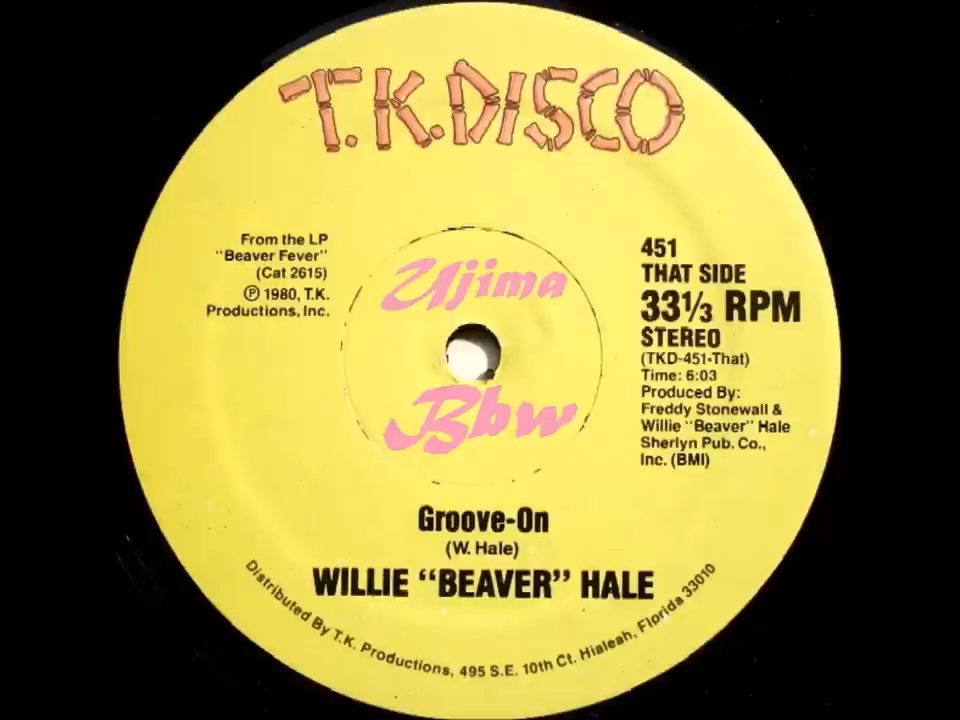 T.K. DISCO
From the LP
"Beaver Fever"
(Cat 2615)
Ⓟ 1980, T.K.
Productions, Inc.
Ujima
Bbw
451
THAT SIDE
33⅓ RPM
STEREO
(TKD-451-That)
Time: 6:03
Produced By:
Freddy Stonewall &
Willie "Beaver" Hale
Sherlyn Pub. Co.,
Inc. (BMI)
Groove-On
(W. Hale)
WILLIE "BEAVER" HALE
Distributed By T.K. Productions, 495 S.E. 10th Ct. Hialeah, Florida 33010